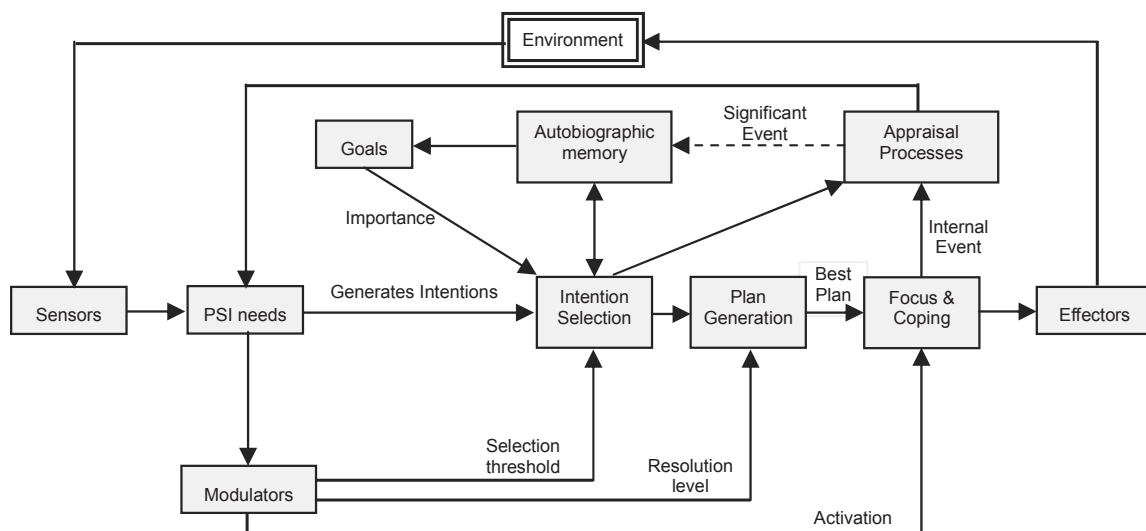 Environment
Significant
Event
Goals
Autobiographic
memory
Appraisal
Processes
Importance
Internal
Event
Sensors
PSI needs
Generates Intentions
Intention
Selection
Plan
Generation
Best
Plan
Focus &
Coping
Effectors
Selection
threshold
Resolution
level
Modulators
Activation